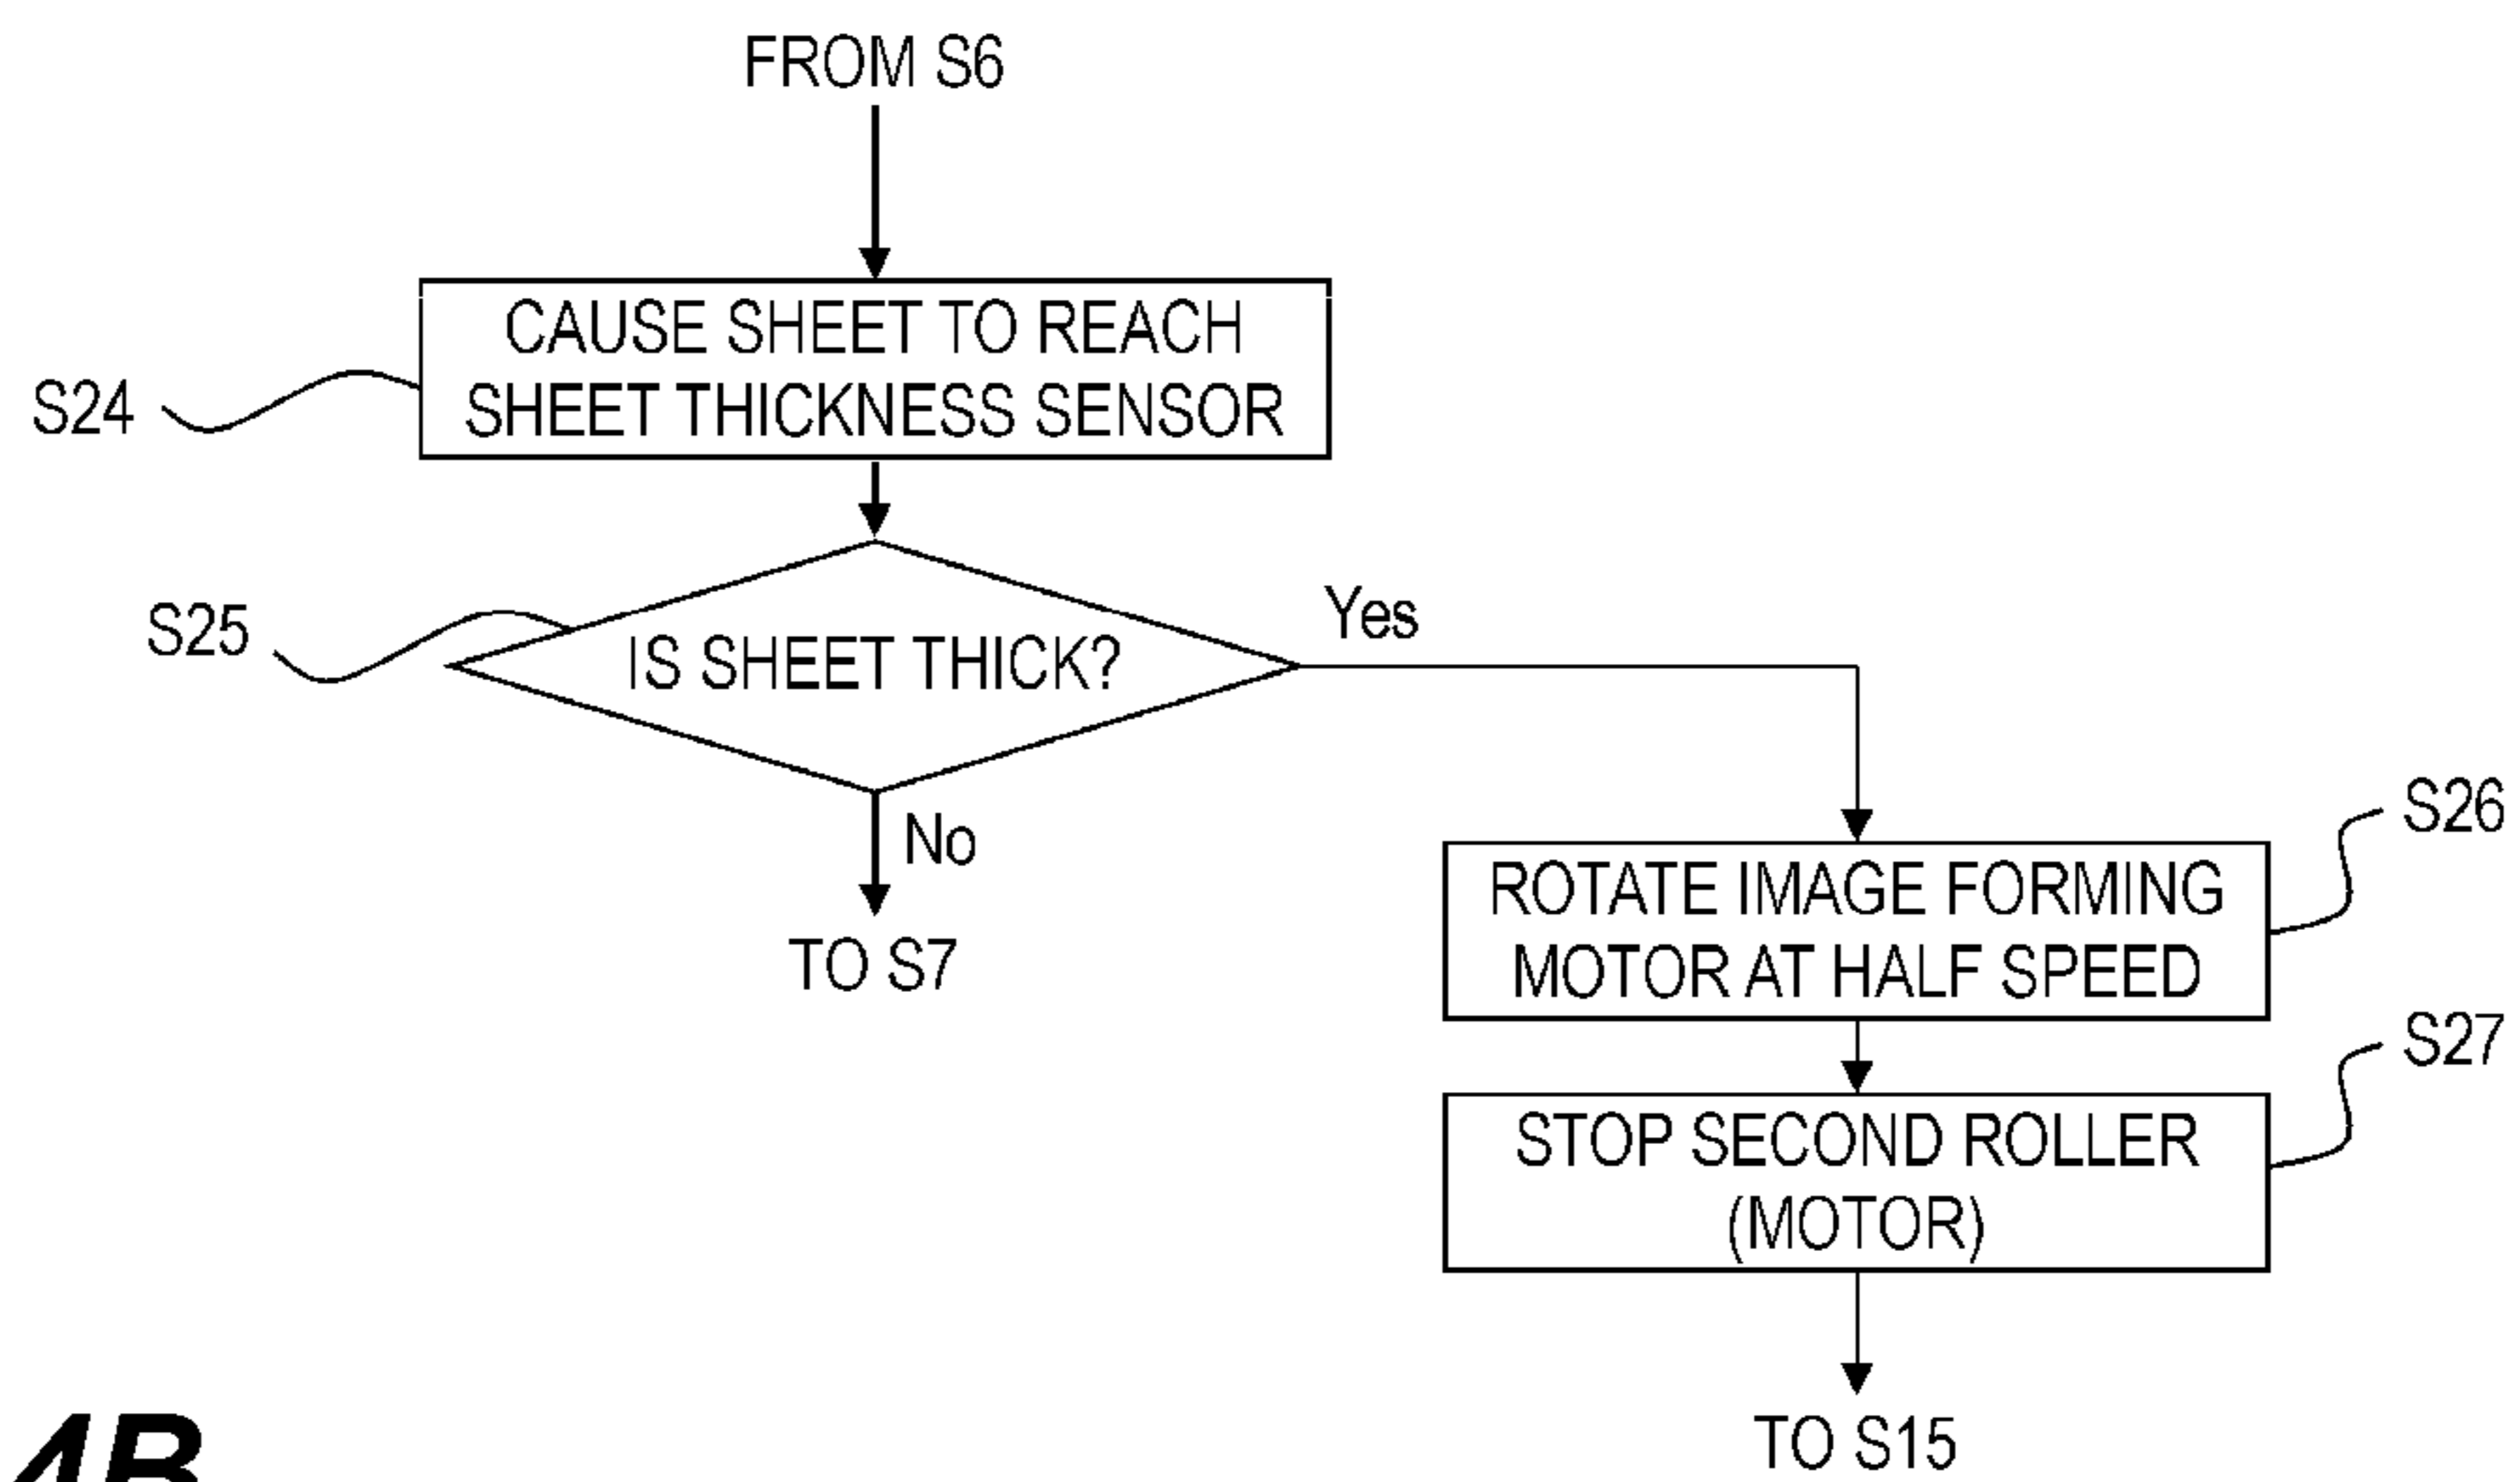 FROM S6
CAUSE SHEET TO REACH
SHEET THICKNESS SENSOR
S24
S25
IS SHEET THICK?
Yes
No
TO S7
S26
ROTATE IMAGE FORMING
MOTOR AT HALF SPEED
S27
STOP SECOND ROLLER
(MOTOR)
TO S15
4B